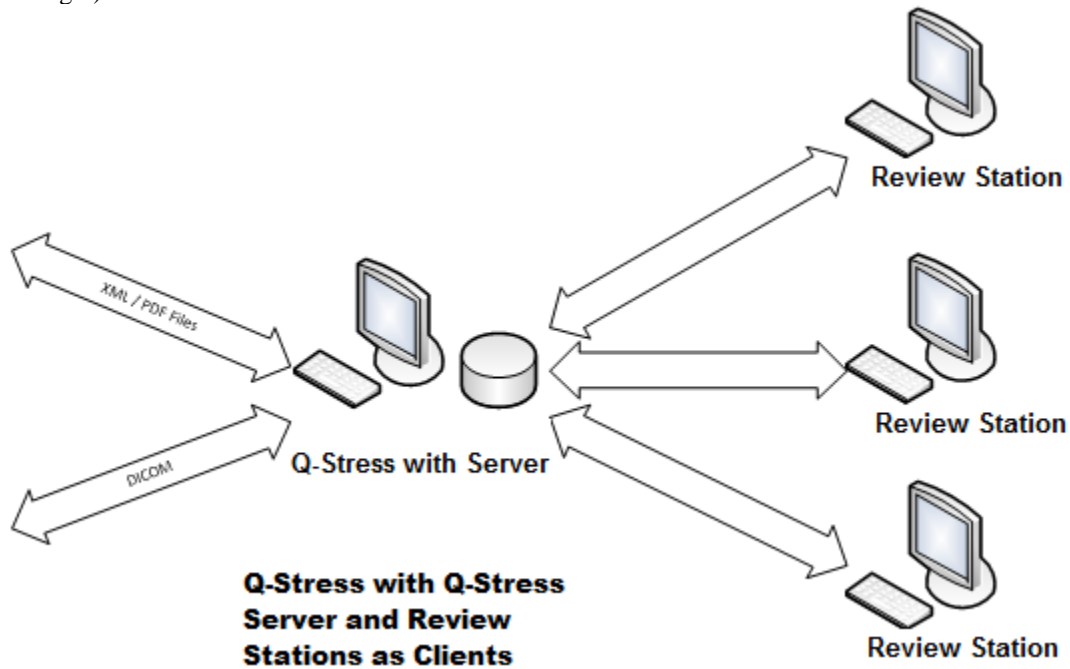 Review Station
XML / PDF Files
Review Station
Q-Stress with Server
DICOM
Q-Stress with Q-Stress
Server and Review
Stations as Clients
Review Station